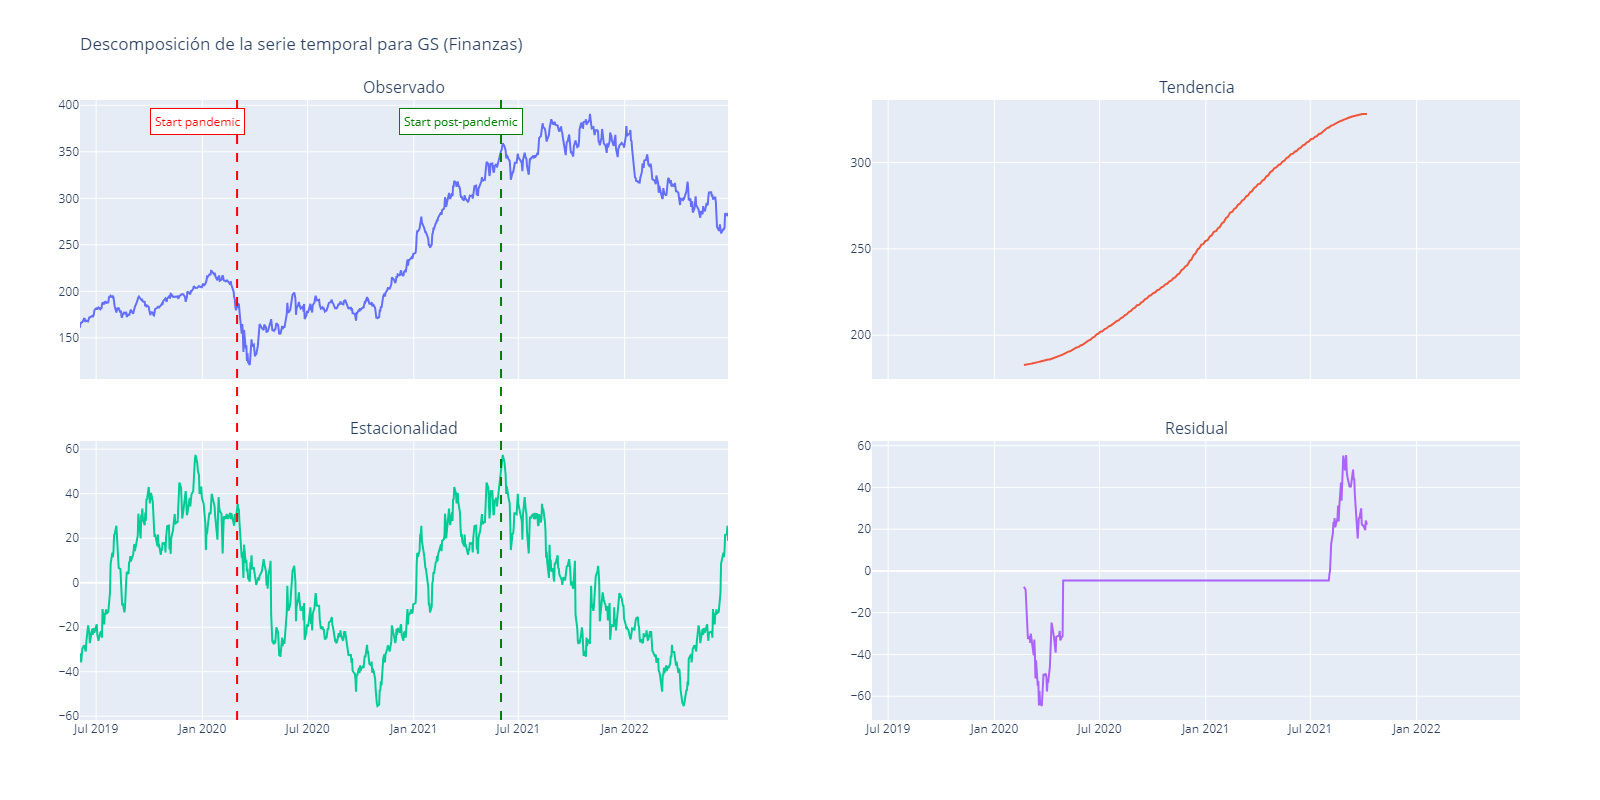 Descomposición de la serie temporal para GS (Finanzas)
Observado
Tendencia
400
350
300
250
200
150
Start pandemic
Start post-pandemic
300
250
200
Estacionalidad
Residual
60
40
20
0
−20
−40
−60
Jul 2019 Jan 2020 Jul 2020 Jan 2021 Jul 2021 Jan 2022
60
40
20
0
−20
−40
−60
Jul 2019 Jan 2020 Jul 2020 Jan 2021 Jul 2021 Jan 2022